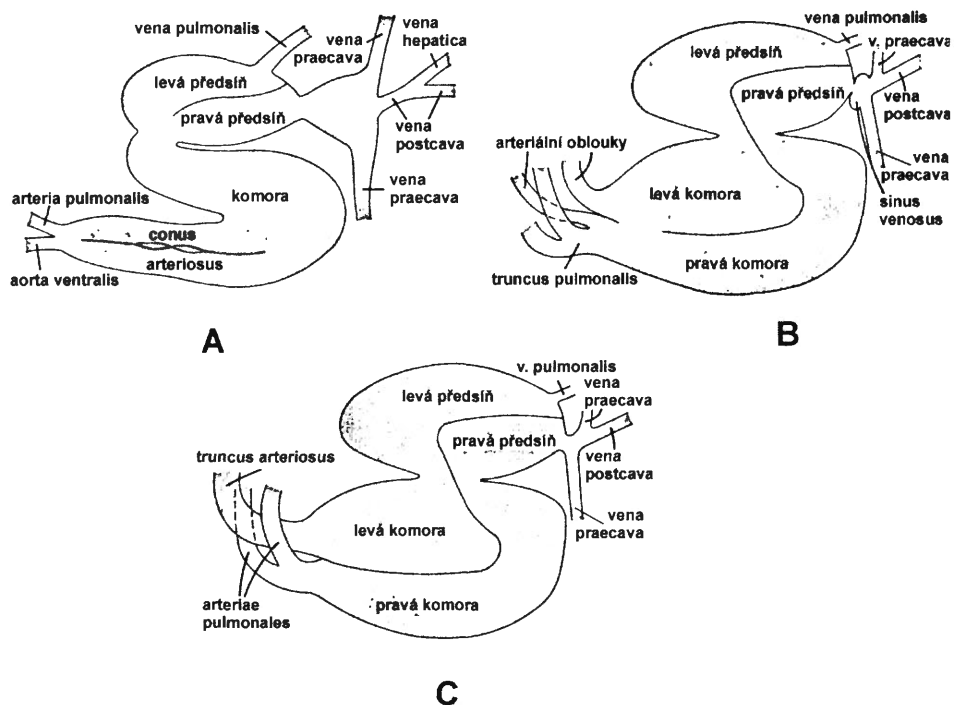 vena pulmonalis
vena
praecava
vena
hepatica
levá předsíň
pravá předsíň
vena
postcava
komora
vena
praecava
arteria pulmonalis
conus
arteriosus
aorta ventralis
A
vena pulmonalis
v. praecava
levá předsíň
pravá předsíň
vena
postcava
arteriální oblouky
vena
praecava
levá komora
sinus
venosus
pravá komora
truncus pulmonalis
B
v. pulmonalis
vena
praecava
levá předsíň
pravá předsíň
vena
postcava
truncus arteriosus
vena
praecava
levá komora
arteriae
pulmonales
pravá komora
C